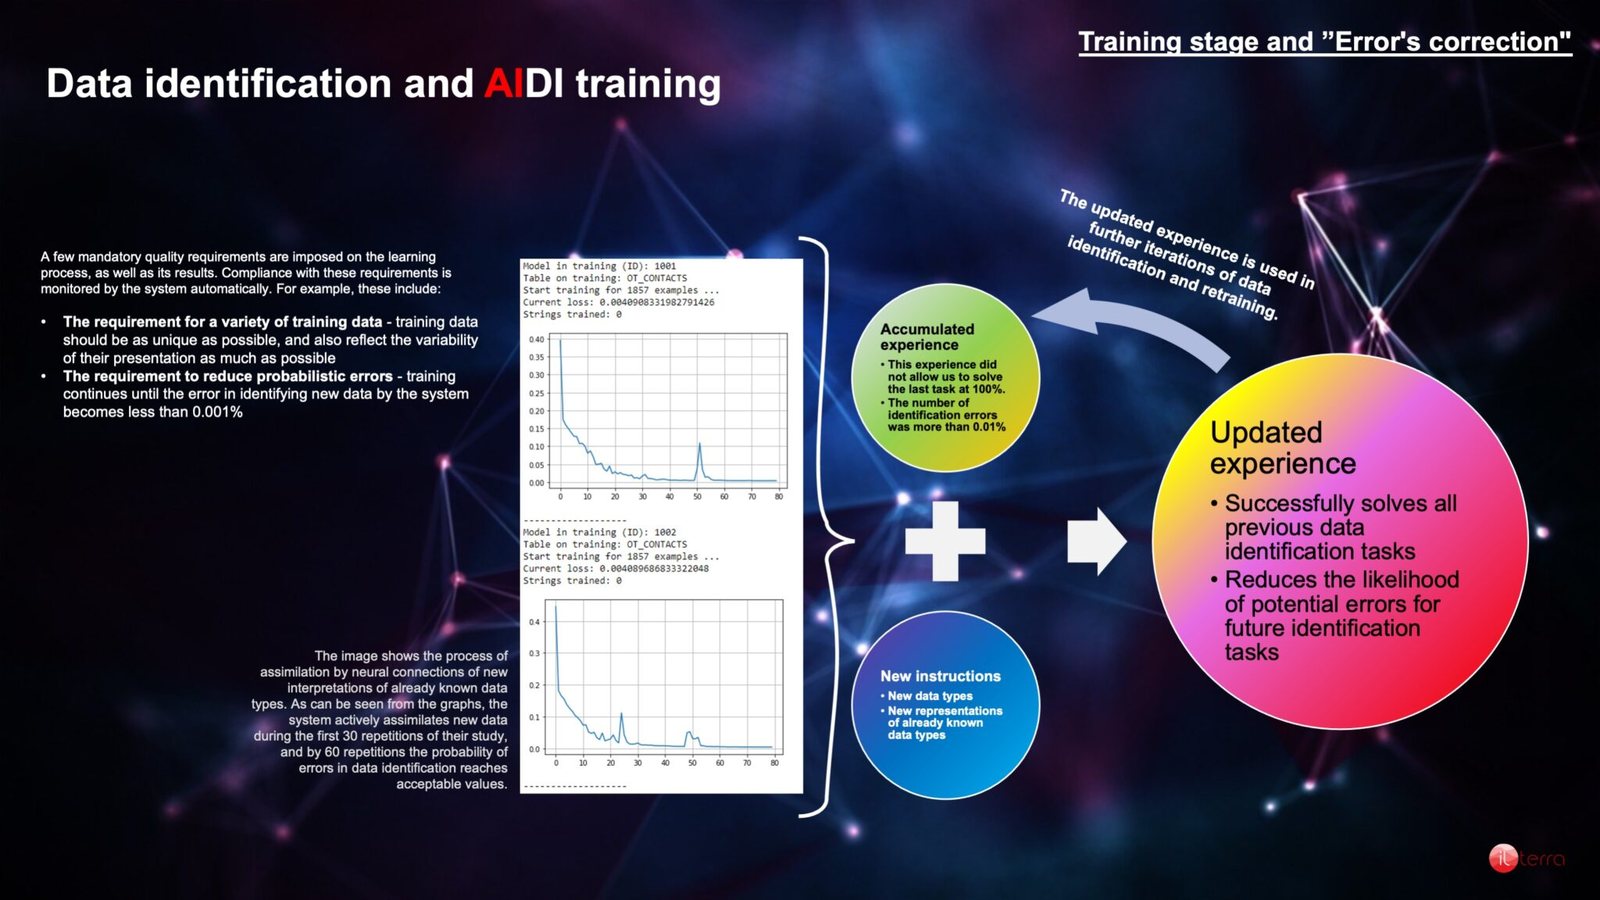 Training stage and ”Error's correction"
Data identification and AIDI training
A few mandatory quality requirements are imposed on the learning
process, as well as its results. Compliance with these requirements is
monitored by the system automatically. For example, these include:
• The requirement for a variety of training data - training data
should be as unique as possible, and also reflect the variability
of their presentation as much as possible
• The requirement to reduce probabilistic errors - training
continues until the error in identifying new data by the system
becomes less than 0.001%
The image shows the process of
assimilation by neural connections of new
interpretations of already known data
types. As can be seen from the graphs, the
system actively assimilates new data
during the first 30 repetitions of their study,
and by 60 repetitions the probability of
errors in data identification reaches
acceptable values.
Model in training (ID): 1001
Table on training: OT_CONTACTS
Start training for 1857 examples ...
Current loss: 0.0040908331982791426
Strings trained: 0
0.40
0.35
0.30
0.25
0.20
0.15
0.10
0.05
0.00
0 10 20 30 40 50 60 70 80
-------------------
Model in training (ID): 1002
Table on training: OT_CONTACTS
Start training for 1857 examples ...
Current loss: 0.004089686833322048
Strings trained: 0
0.4
0.3
0.2
0.1
0.0
0 10 20 30 40 50 60 70 80
-------------------
Accumulated
experience
• This experience did
not allow us to solve
the last task at 100%.
• The number of
identification errors
was more than 0.01%
New instructions
• New data types
• New representations
of already known
data types
The updated experience is used in
further iterations of data
identification and retraining.
Updated
experience
• Successfully solves all
previous data
identification tasks
• Reduces the likelihood
of potential errors for
future identification
tasks
itterra